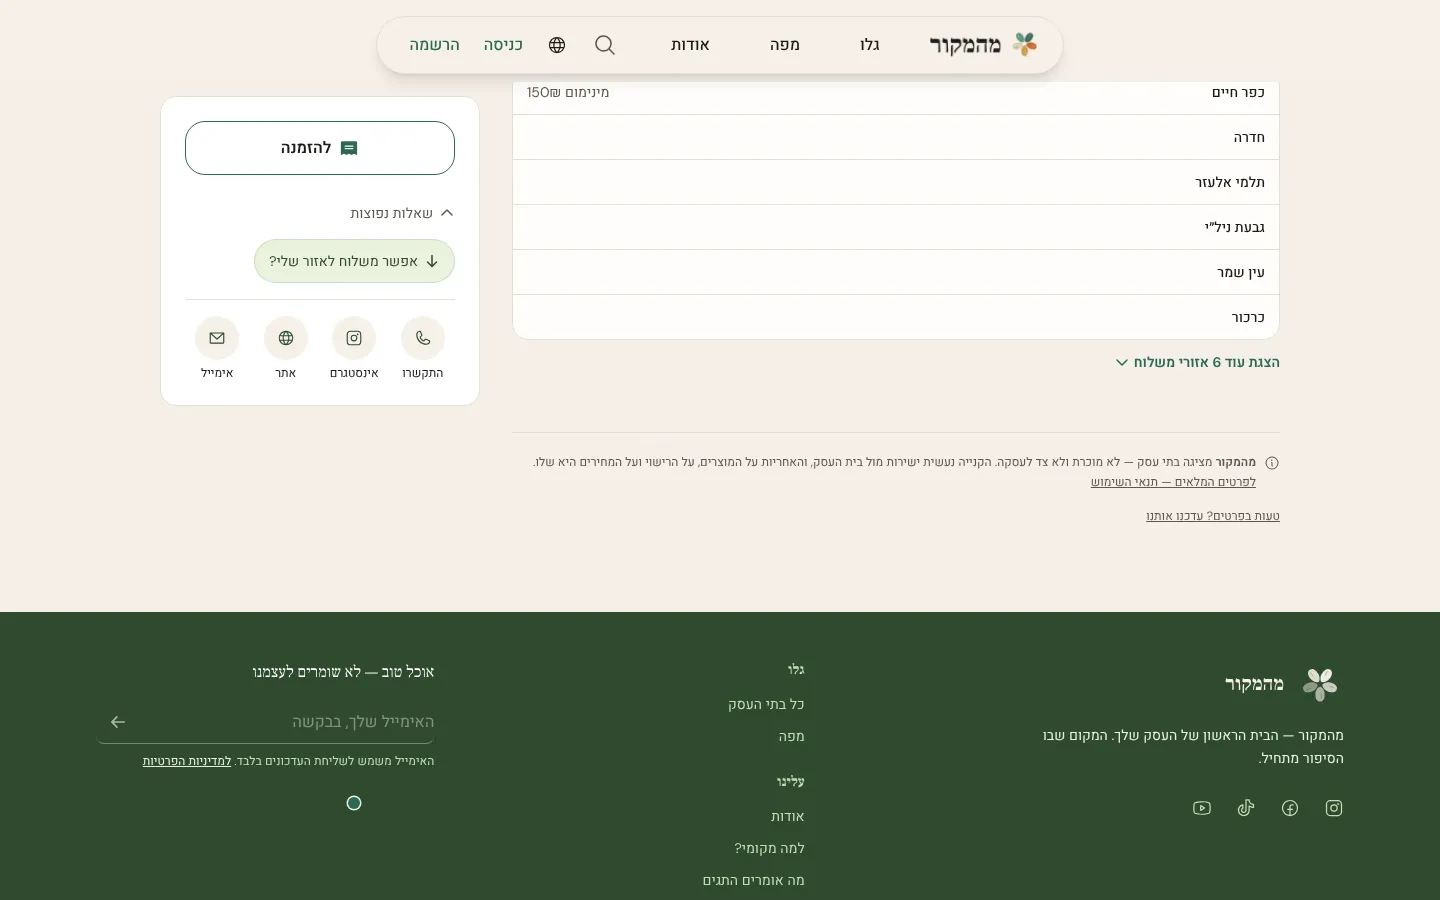 מהמקור
גלו
מפה
אודות
כניסה
הרשמה
כפר חיים
מינימום 150₪
חדרה
תלמי אלעזר
גבעת ניל״י
עין שמר
כרכור
הצגת עוד 6 אזורי משלוח
מהמקור מציגה בתי עסק — לא מוכרת ולא צד לעסקה. הקנייה נעשית ישירות מול בית העסק, והאחריות על המוצרים, על הרישוי ועל המחירים היא שלו.
לפרטים המלאים — תנאי השימוש
טעות בפרטים? עדכנו אותנו
להזמנה
שאלות נפוצות
אפשר משלוח לאזור שלי?
התקשרו
אינסטגרם
אתר
אימייל
מהמקור
מהמקור — הבית הראשון של העסק שלך. המקום שבו
הסיפור מתחיל.
גלו
כל בתי העסק
מפה
עלינו
אודות
למה מקומי?
מה אומרים התגים
אוכל טוב — לא שומרים לעצמנו
האימייל שלך, בבקשה
האימייל משמש לשליחת העדכונים בלבד. למדיניות הפרטיות